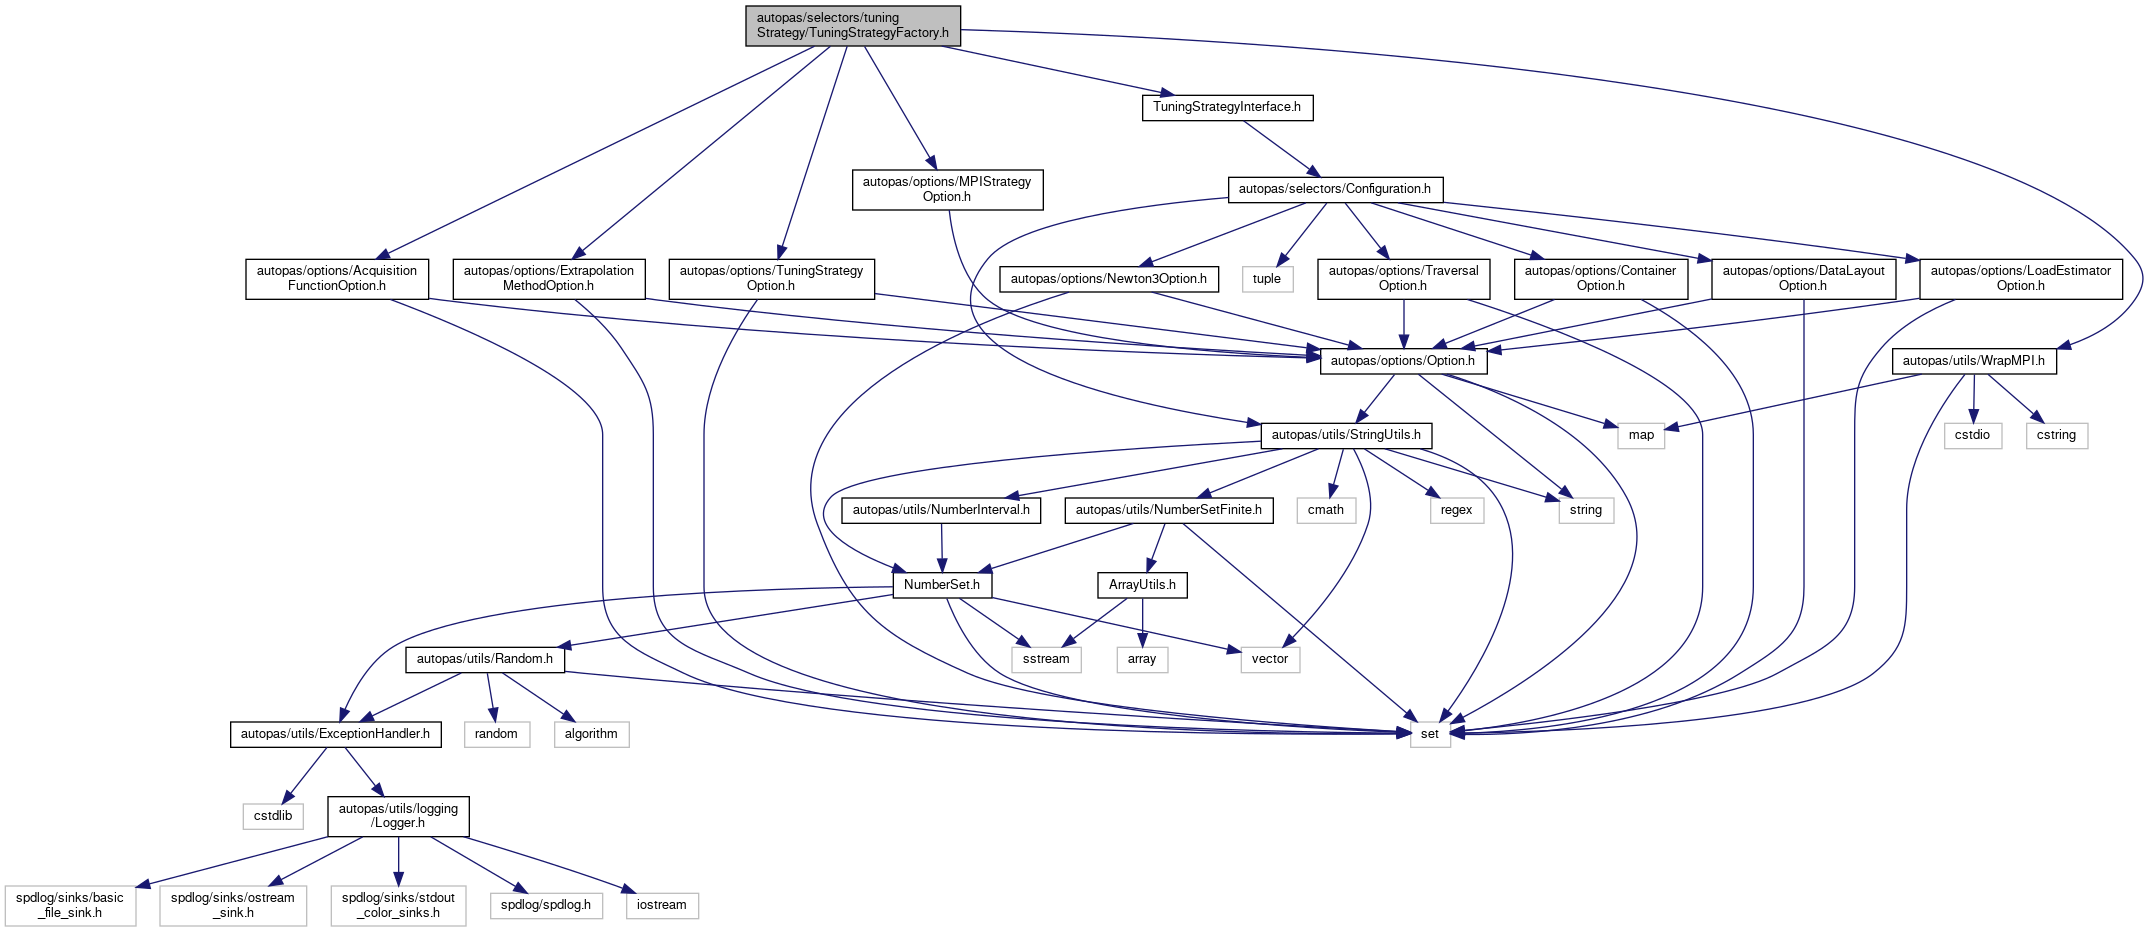 autopas/selectors/tuning
Strategy/TuningStrategyFactory.h
TuningStrategyInterface.h
autopas/options/MPIStrategy
Option.h
autopas/selectors/Configuration.h
autopas/options/Acquisition
FunctionOption.h
autopas/options/Extrapolation
MethodOption.h
autopas/options/TuningStrategy
Option.h
autopas/options/Newton3Option.h
tuple
autopas/options/Traversal
Option.h
autopas/options/Container
Option.h
autopas/options/DataLayout
Option.h
autopas/options/LoadEstimator
Option.h
autopas/options/Option.h
autopas/utils/WrapMPI.h
autopas/utils/StringUtils.h
map
cstdio
cstring
autopas/utils/NumberInterval.h
autopas/utils/NumberSetFinite.h
cmath
regex
string
NumberSet.h
ArrayUtils.h
autopas/utils/Random.h
sstream
array
vector
autopas/utils/ExceptionHandler.h
random
algorithm
set
cstdlib
autopas/utils/logging
/Logger.h
spdlog/sinks/basic
_file_sink.h
spdlog/sinks/ostream
_sink.h
spdlog/sinks/stdout
_color_sinks.h
spdlog/spdlog.h
iostream